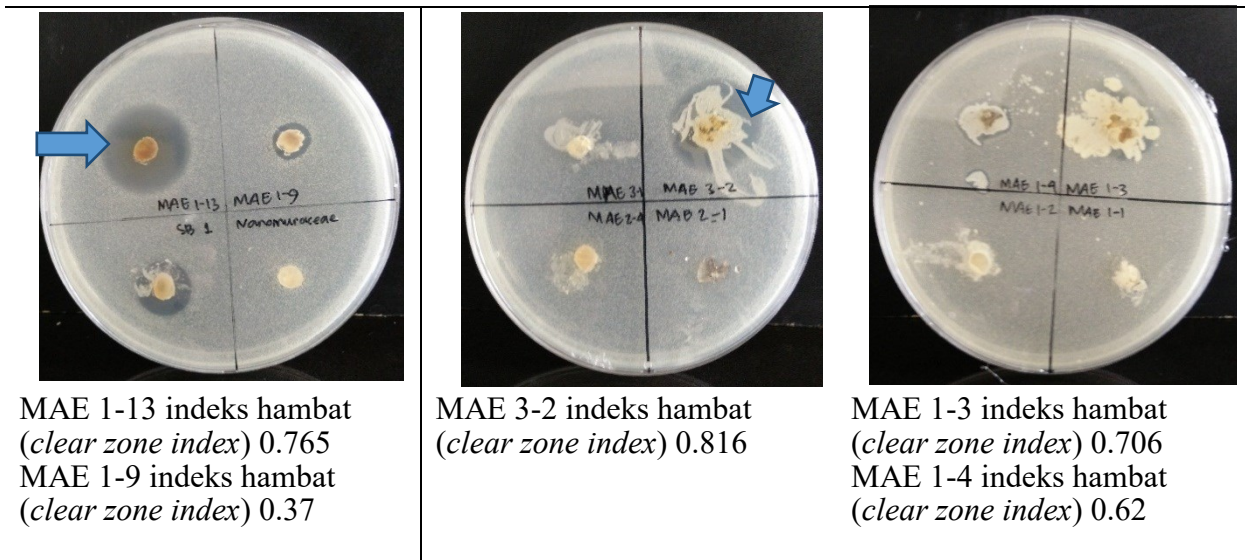 MAE 1-13 MAE 1-9
SB 1 Nonomuraceae
MAE 3-1 MAE 3-2
MAE 2-4 MAE 2-1
MAE 1-4 MAE 1-3
MAE 1-2 MAE 1-1
MAE 1-13 indeks hambat
(clear zone index) 0.765
MAE 1-9 indeks hambat
(clear zone index) 0.37
MAE 3-2 indeks hambat
(clear zone index) 0.816
MAE 1-3 indeks hambat
(clear zone index) 0.706
MAE 1-4 indeks hambat
(clear zone index) 0.62